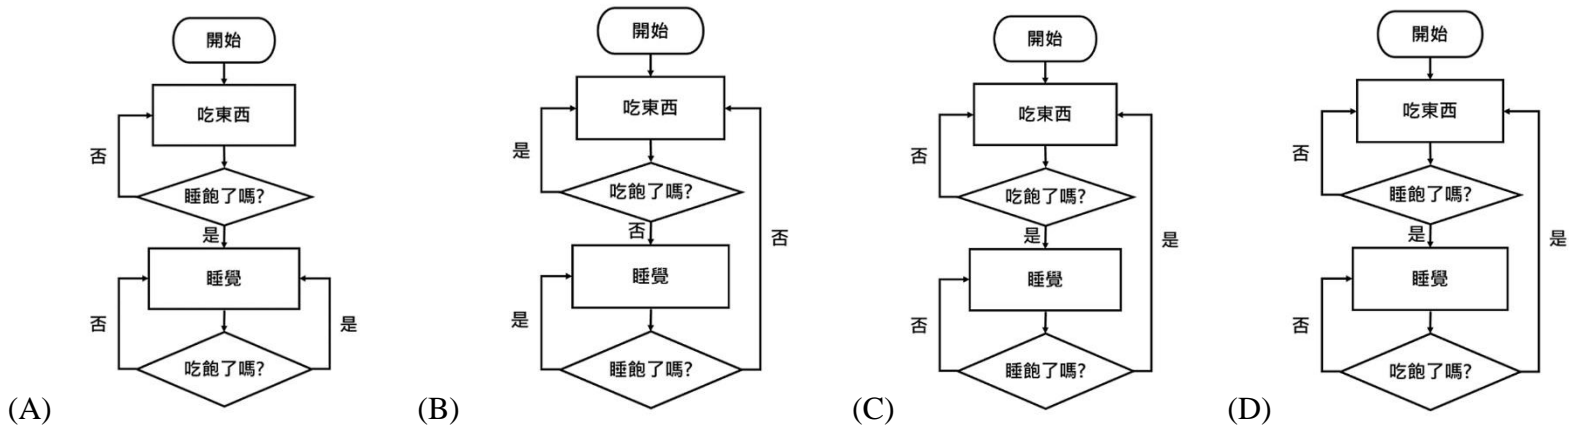 開始
吃東西
否
睡飽了嗎?
是
睡覺
否
是
吃飽了嗎?
(A)
開始
吃東西
是
吃飽了嗎?
否
否
睡覺
是
睡飽了嗎?
(B)
開始
吃東西
否
吃飽了嗎?
是
是
睡覺
否
睡飽了嗎?
(C)
開始
吃東西
否
睡飽了嗎?
是
是
睡覺
否
吃飽了嗎?
(D)